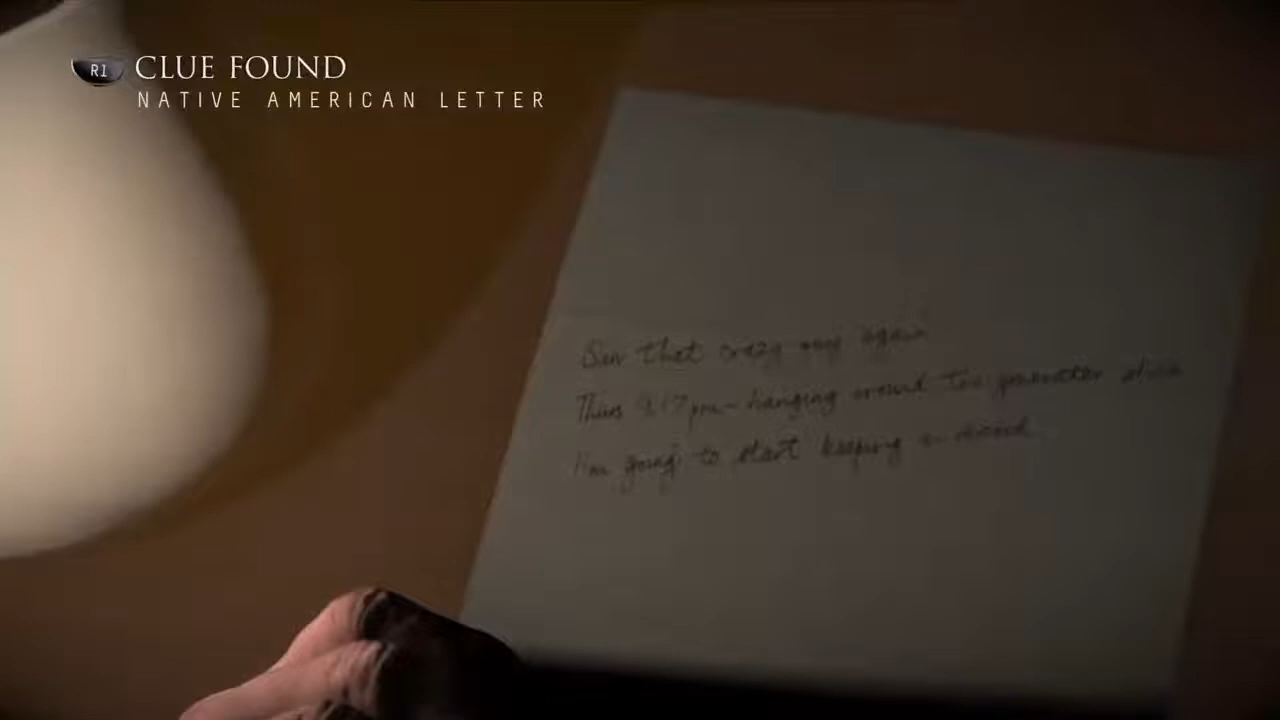 R1 CLUE FOUND
NATIVE AMERICAN LETTER
Saw that crazy guy again
Thurs 9.17pm - hanging around the generator
I'm going to start keeping a record